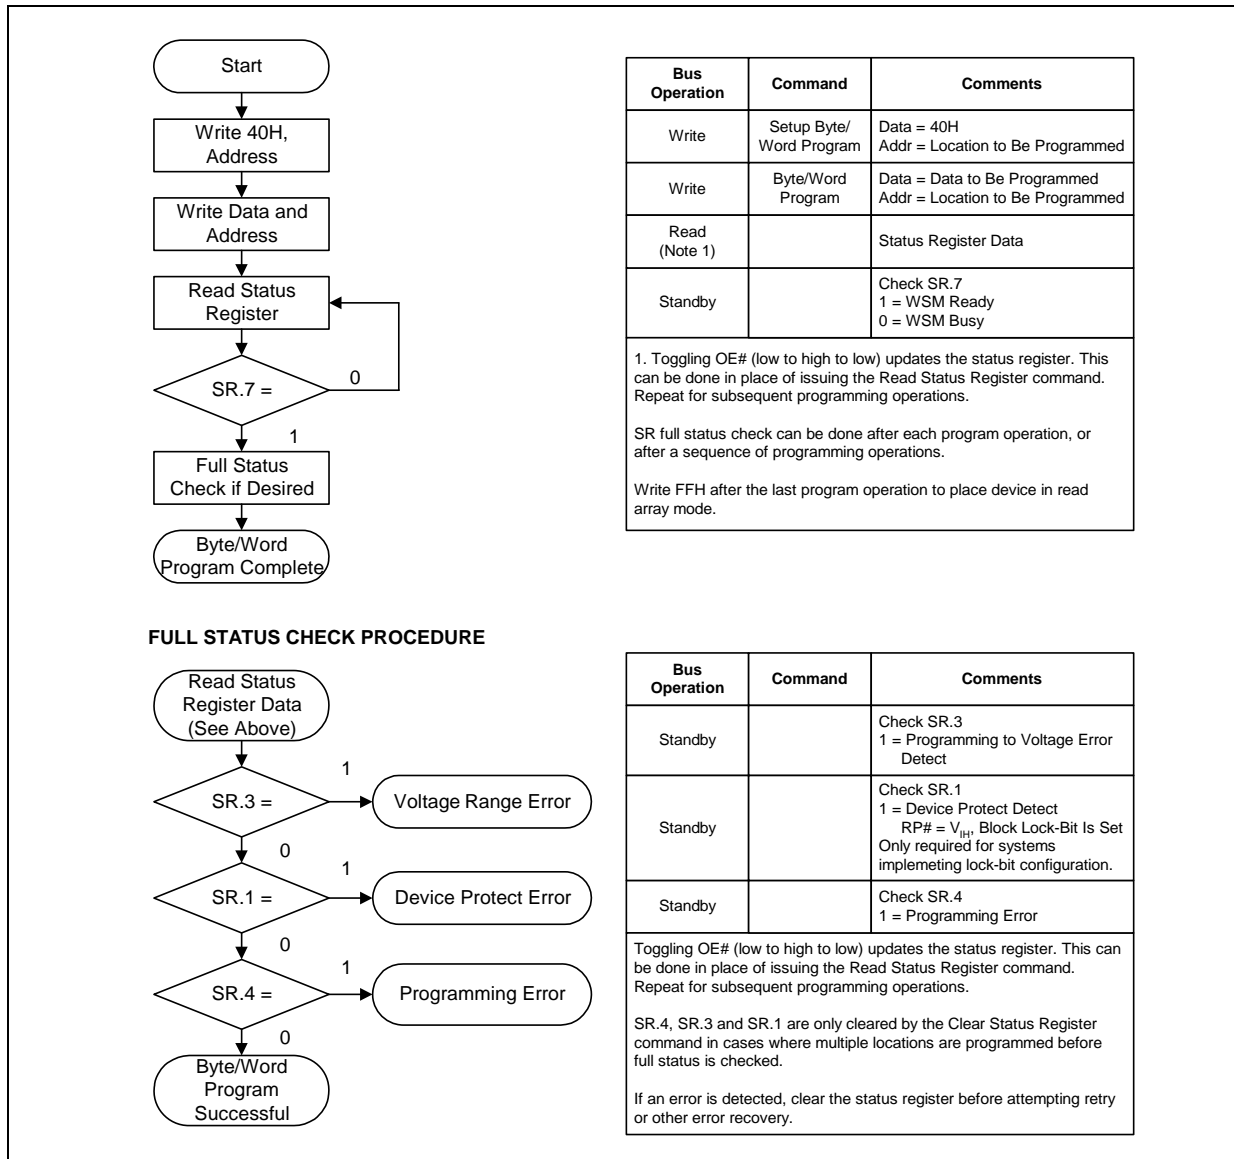 Start
Write 40H,
Address
Write Data and
Address
Read Status
Register
SR.7 =
0
1
Full Status
Check if Desired
Byte/Word
Program Complete
Bus
Operation
Command
Comments
Write
Setup Byte/
Word Program
Data = 40H
Addr = Location to Be Programmed
Write
Byte/Word
Program
Data = Data to Be Programmed
Addr = Location to Be Programmed
Read
(Note 1)
Status Register Data
Standby
Check SR.7
1 = WSM Ready
0 = WSM Busy
1. Toggling OE# (low to high to low) updates the status register. This
can be done in place of issuing the Read Status Register command.
Repeat for subsequent programming operations.
SR full status check can be done after each program operation, or
after a sequence of programming operations.
Write FFH after the last program operation to place device in read
array mode.
FULL STATUS CHECK PROCEDURE
Read Status
Register Data
(See Above)
SR.3 =
1
Voltage Range Error
0
SR.1 =
1
Device Protect Error
0
SR.4 =
1
Programming Error
0
Byte/Word
Program
Successful
Bus
Operation
Command
Comments
Standby
Check SR.3
1 = Programming to Voltage Error
Detect
Standby
Check SR.1
1 = Device Protect Detect
RP# = VIH, Block Lock-Bit Is Set
Only required for systems
implemeting lock-bit configuration.
Standby
Check SR.4
1 = Programming Error
Toggling OE# (low to high to low) updates the status register. This can
be done in place of issuing the Read Status Register command.
Repeat for subsequent programming operations.
SR.4, SR.3 and SR.1 are only cleared by the Clear Status Register
command in cases where multiple locations are programmed before
full status is checked.
If an error is detected, clear the status register before attempting retry
or other error recovery.